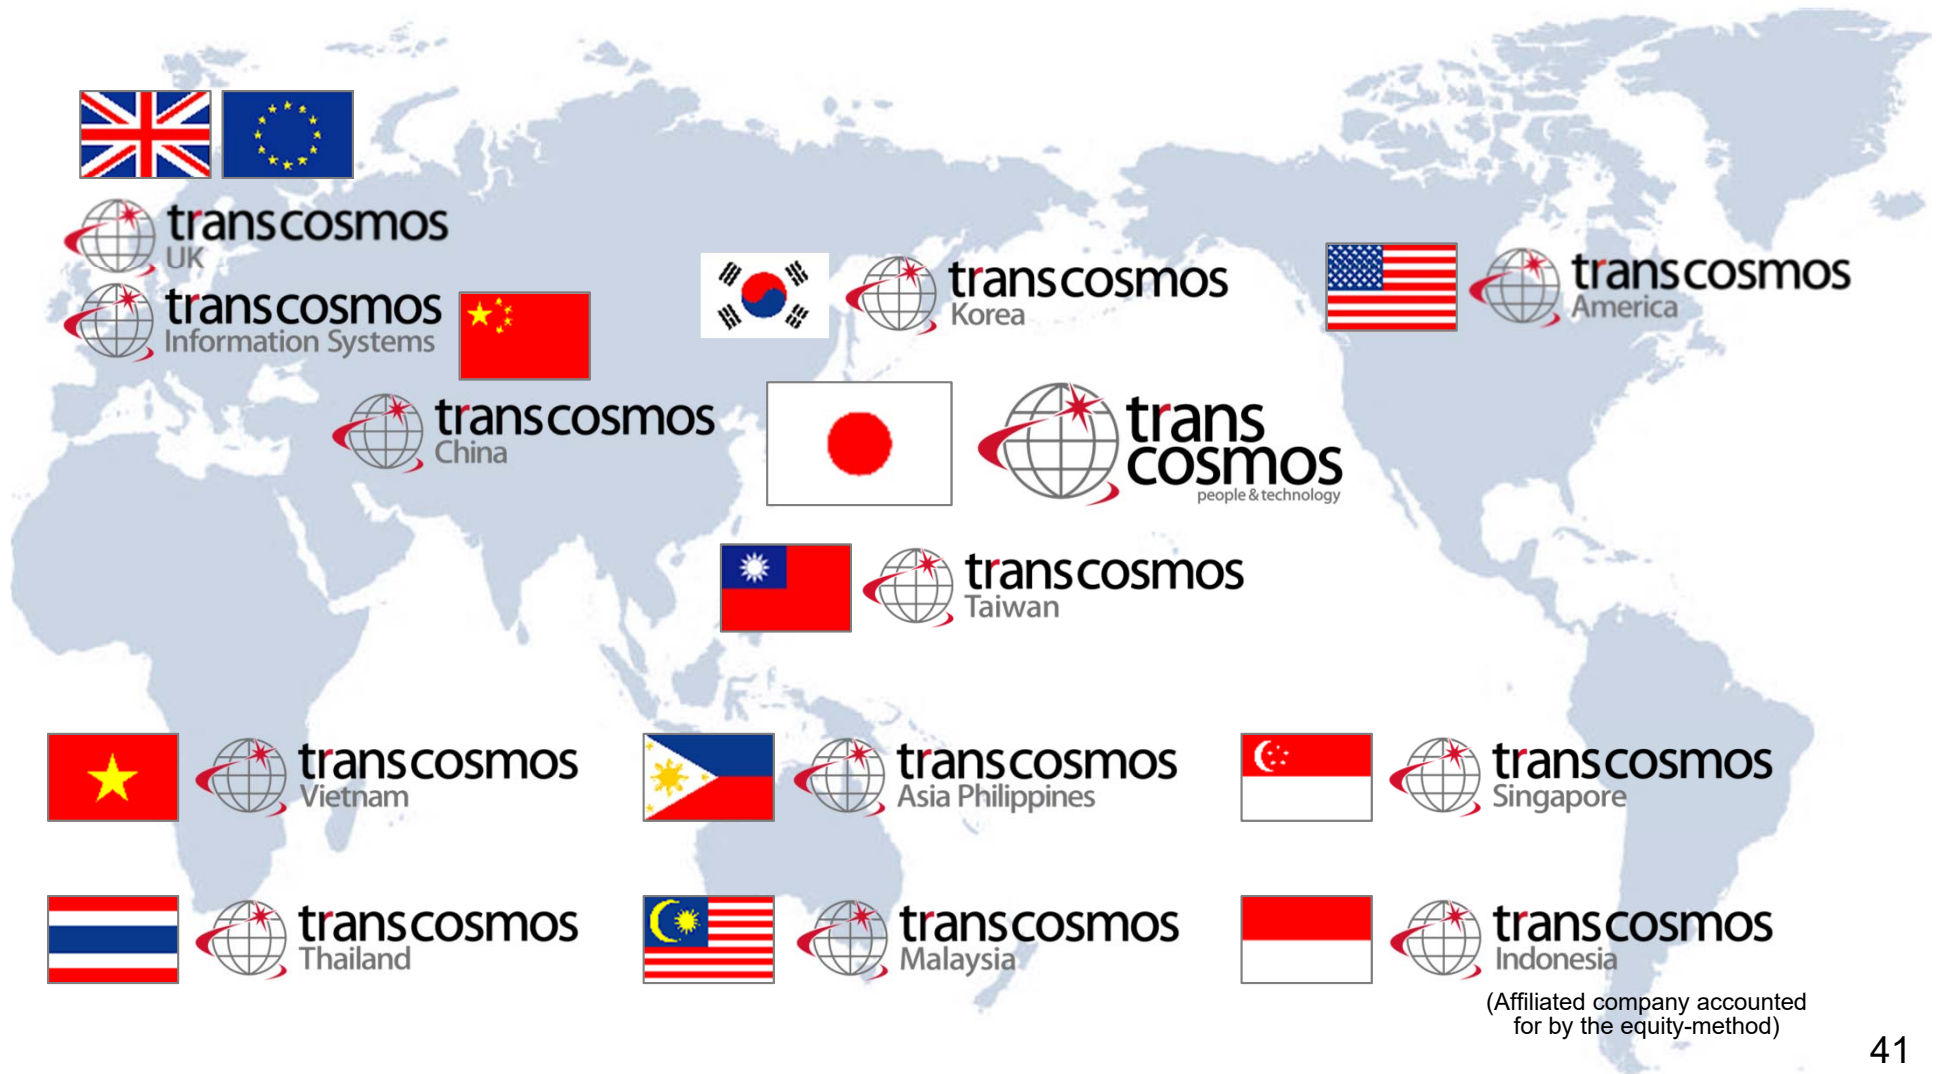 transcosmos
UK
transcosmos
Information Systems
transcosmos
Korea
transcosmos
America
transcosmos
China
trans
cosmos
people & technology
transcosmos
Taiwan
transcosmos
Vietnam
transcosmos
Asia Philippines
transcosmos
Singapore
transcosmos
Thailand
transcosmos
Malaysia
transcosmos
Indonesia
(Affiliated company accounted
for by the equity-method)
41